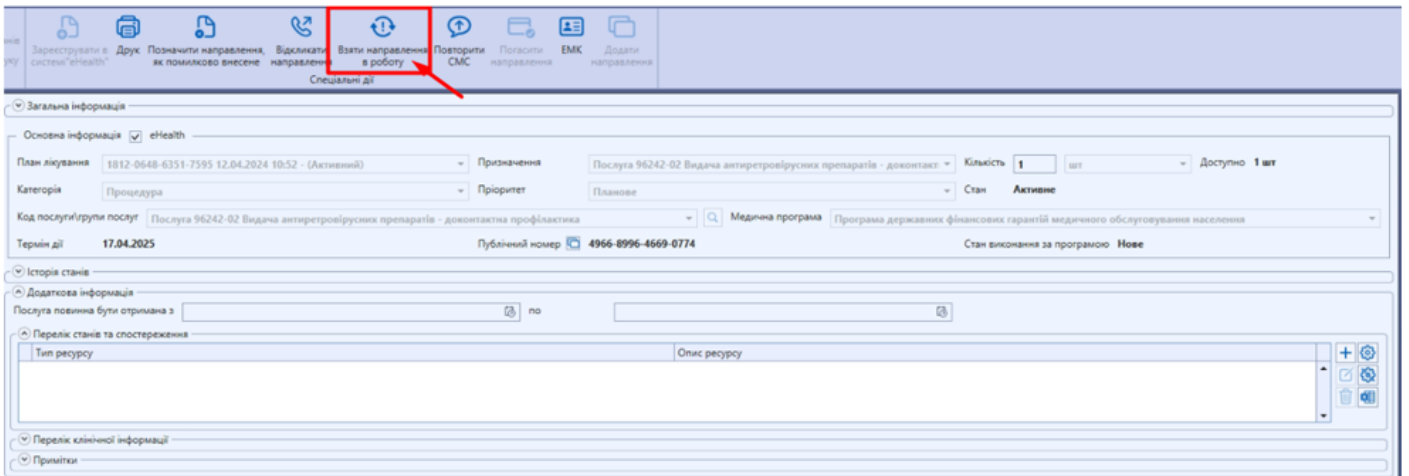 Зареєструвати в системі"eHealth"
Друк
Позначити направлення, як помилково внесене
Відкликати направлення
Взяти направлення в роботу
Повторити СМС
Погасити направлення
ЕМК
Додати направлення
Спеціальні дії
Загальна інформація
Основна інформація eHealth
План лікування 1812-0648-6351-7595 12.04.2024 10:52 - (Активний) Призначення Послуга 96242-02 Видача антиретровірусних препаратів - доконтакт. Кількість 1 шт Доступно 1 шт
Категорія Процедура Пріоритет Планове Стан Активне
Код послуги\групи послуг Послуга 96242-02 Видача антиретровірусних препаратів - доконтактна профілактика Медична програма Програма державних фінансових гарантій медичного обслуговування населення
Термін дії 17.04.2025 Публічний номер 4966-8996-4669-0774 Стан виконання за програмою Нове
Історія станів
Додаткова інформація
Послуга повинна бути отримана з по
Перелік станів та спостереження
Тип ресурсу Опис ресурсу
Перелік клінічної інформації
Примітки